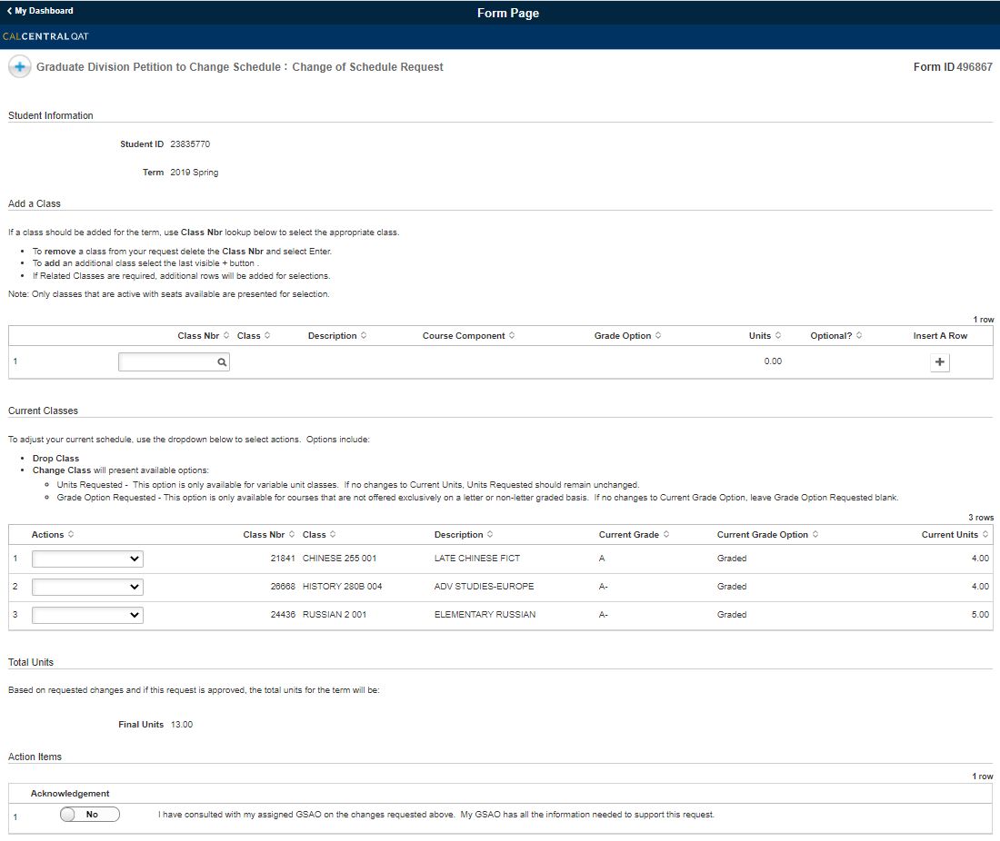 My Dashboard
Form Page
CALCENTRAL QAT
Graduate Division Petition to Change Schedule : Change of Schedule Request
Form ID 496867
Student Information
Student ID 23835770
Term 2019 Spring
Add a Class
If a class should be added for the term, use Class Nbr lookup below to select the appropriate class.
• To remove a class from your request delete the Class Nbr and select Enter.
• To add an additional class select the last visible + button .
• If Related Classes are required, additional rows will be added for selections.
Note: Only classes that are active with seats available are presented for selection.
1 row
Class Nbr Class Description Course Component Grade Option Units Optional? Insert A Row
1 0.00 +
Current Classes
To adjust your current schedule, use the dropdown below to select actions. Options include:
• Drop Class
• Change Class will present available options:
Units Requested - This option is only available for variable unit classes. If no changes to Current Units, Units Requested should remain unchanged.
Grade Option Requested - This option is only available for courses that are not offered exclusively on a letter or non-letter graded basis. If no changes to Current Grade Option, leave Grade Option Requested blank.
3 rows
Actions Class Nbr Class Description Current Grade Current Grade Option Current Units
1 21841 CHINESE 255 001 LATE CHINESE FICT A Graded 4.00
2 26668 HISTORY 280B 004 ADV STUDIES-EUROPE A- Graded 4.00
3 24436 RUSSIAN 2 001 ELEMENTARY RUSSIAN A- Graded 5.00
Total Units
Based on requested changes and if this request is approved, the total units for the term will be:
Final Units 13.00
Action Items
1 row
Acknowledgement
1 No I have consulted with my assigned GSAO on the changes requested above. My GSAO has all the information needed to support this request.